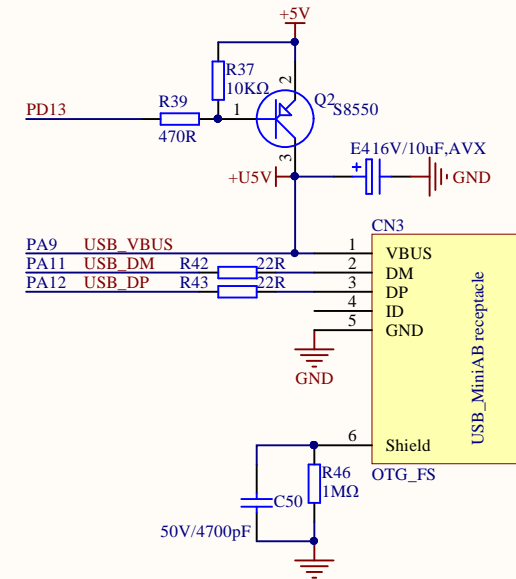 +5V
R37
10KΩ
2
Q2
S8550
R39
PD13
1
470R
3
E4 16V/10uF,AVX
+U5V
+
GND
CN3
PA9 USB_VBUS
1 VBUS
PA11 USB_DM R42 22R
2 DM
PA12 USB_DP R43 22R
3 DP
4 ID
5 GND
GND
USB_MiniAB receptacle
6 Shield
OTG_FS
R46
1MΩ
C50
50V/4700pF